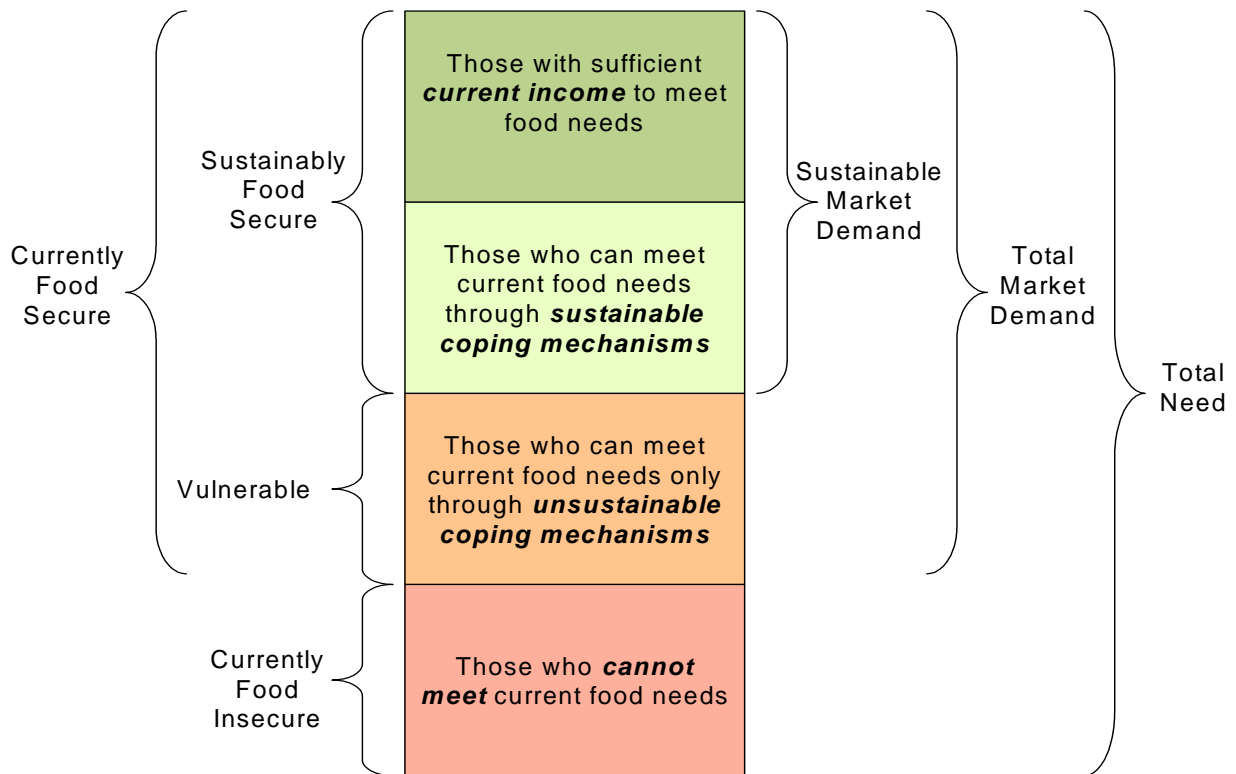 Those with sufficient
current income to meet
food needs
Sustainably
Food
Secure
Sustainable
Market
Demand
Currently
Food
Secure
Those who can meet
current food needs
through sustainable
coping mechanisms
Total
Market
Demand
Total
Need
Those who can meet
current food needs only
through unsustainable
coping mechanisms
Vulnerable
Currently
Food
Insecure
Those who cannot
meet current food needs